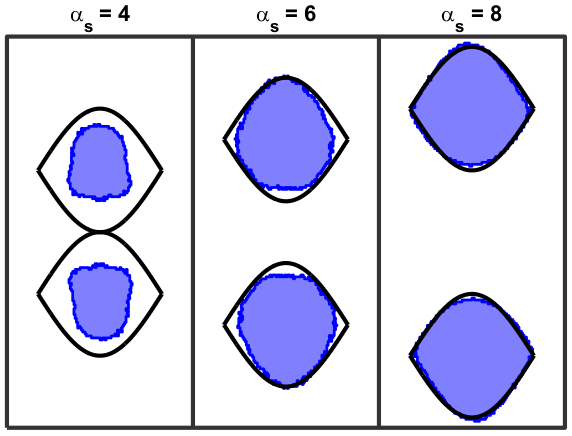 αs = 4
αs = 6
αs = 8